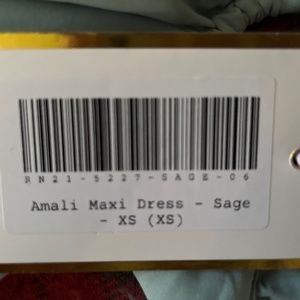 RN21-5227-SAGE-06
Amali Maxi Dress - Sage
- XS (XS)